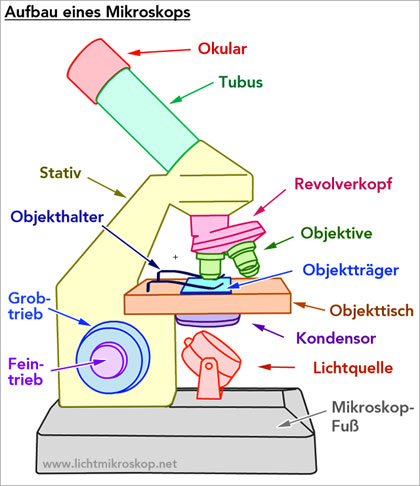 Aufbau eines Mikroskops
Okular
Tubus
Stativ
Revolverkopf
Objekthalter
Objektive
Objektträger
Grob-
trieb
Objekttisch
Kondensor
Fein-
trieb
Lichtquelle
Mikroskop-
Fuß
www.lichtmikroskop.net